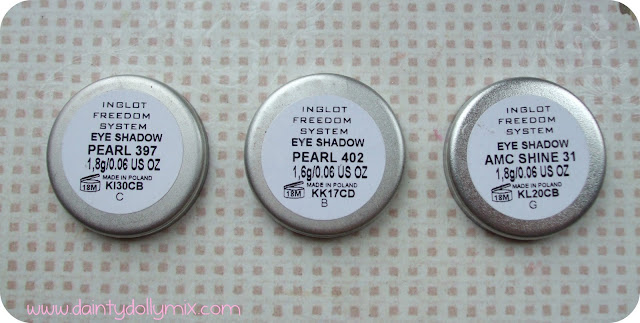 INGLOT
FREEDOM
SYSTEM
EYE SHADOW
PEARL 397
1,8g/0.06 US OZ
MADE IN POLAND
18M
KI30CB
C
INGLOT
FREEDOM
SYSTEM
EYE SHADOW
PEARL 402
1,6g/0.06 US OZ
MADE IN POLAND
18M
KK17CD
B
INGLOT
FREEDOM
SYSTEM
EYE SHADOW
AMC SHINE 31
1,8g/0.06 US OZ
MADE IN POLAND
18M
KL20CB
G
www.daintydollymix.com